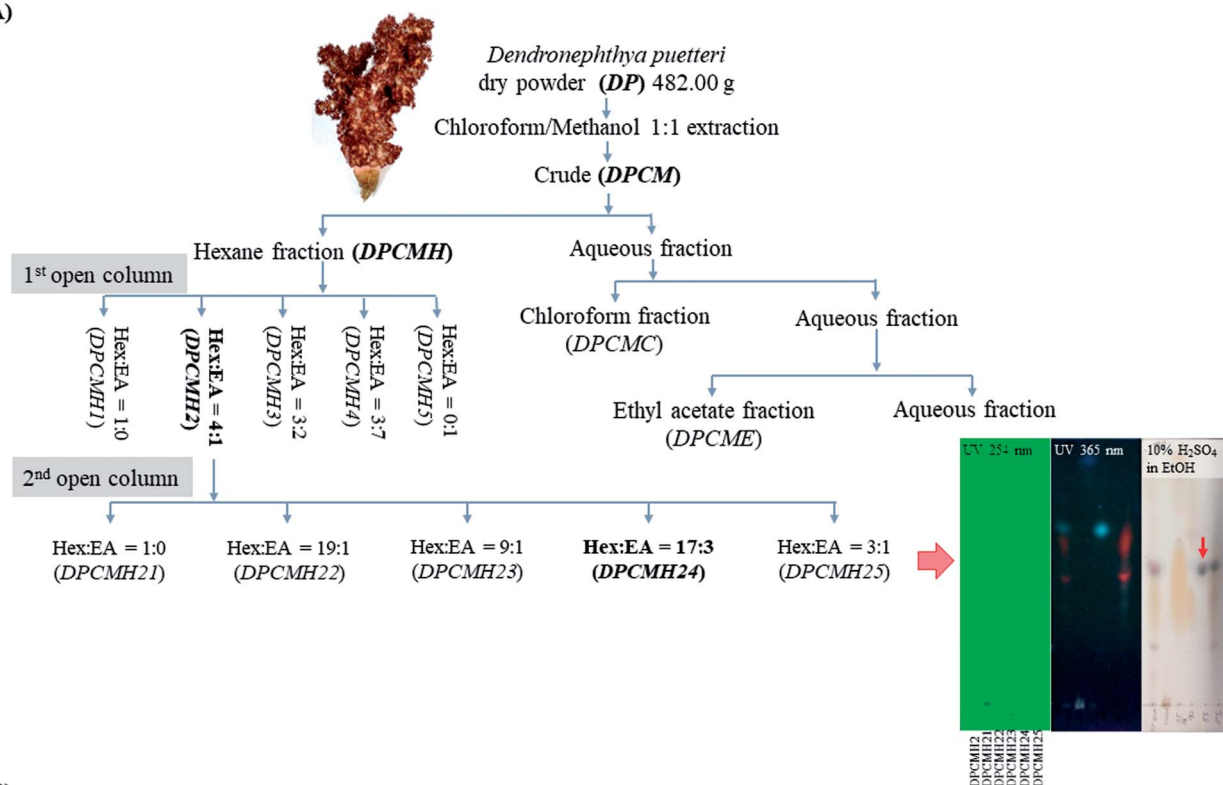 A)
Dendronephthya puetteri
dry powder (DP) 482.00 g
Chloroform/Methanol 1:1 extraction
Crude (DPCM)
Hexane fraction (DPCMH)
Aqueous fraction
1st open column
Hex:EA = 1:0
(DPCMH1)
Hex:EA = 4:1
(DPCMH2)
Hex:EA = 3:2
(DPCMH3)
Hex:EA = 3:7
(DPCMH4)
Hex:EA = 0:1
(DPCMH5)
Chloroform fraction
(DPCMC)
Aqueous fraction
Ethyl acetate fraction
(DPCME)
Aqueous fraction
2nd open column
Hex:EA = 1:0
(DPCMH21)
Hex:EA = 19:1
(DPCMH22)
Hex:EA = 9:1
(DPCMH23)
Hex:EA = 17:3
(DPCMH24)
Hex:EA = 3:1
(DPCMH25)
UV 254 nm
UV 365 nm
10% H2SO4
in EtOH
DPCMH2
DPCMH21
DPCMH22
DPCMH23
DPCMH24
DPCMH25